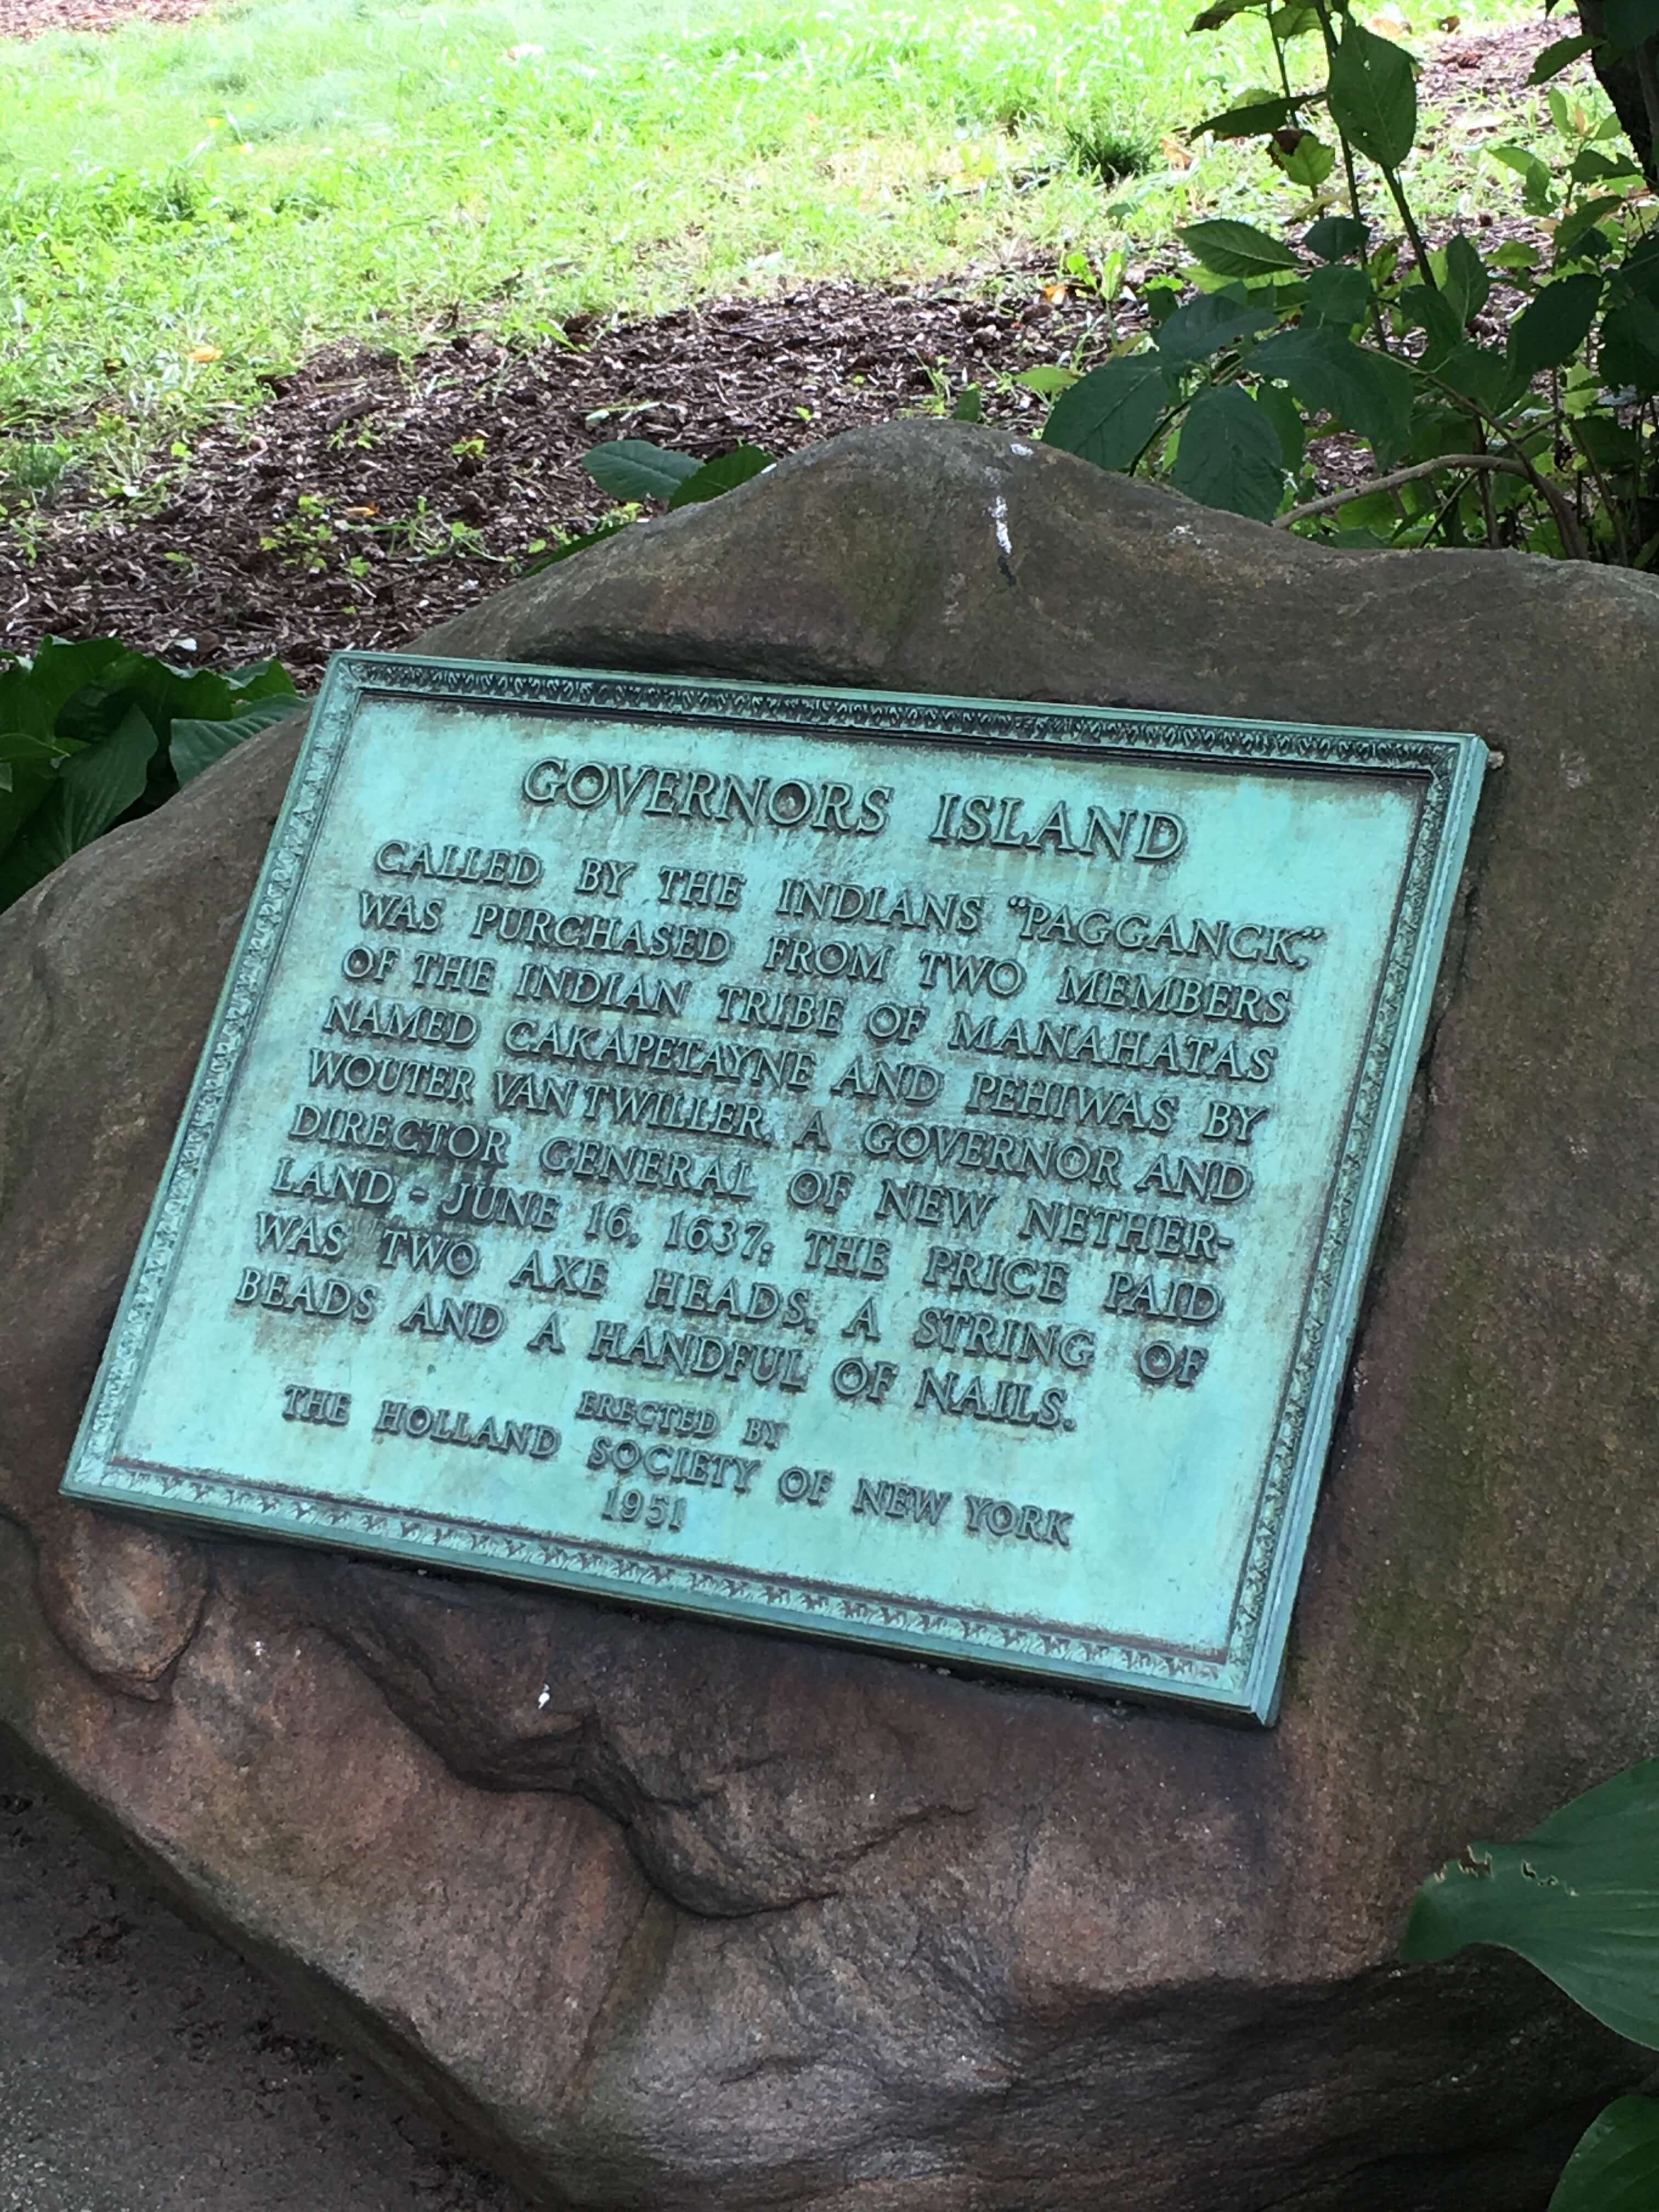 GOVERNORS ISLAND
CALLED BY THE INDIANS "PAGGANCK,"
WAS PURCHASED FROM TWO MEMBERS
OF THE INDIAN TRIBE OF MANAHATAS
NAMED CAKAPETAYNE AND PEHIWAS BY
WOUTER VAN TWILLER, A GOVERNOR AND
DIRECTOR GENERAL OF NEW NETHER-
LAND, - JUNE 16, 1637; THE PRICE PAID
WAS TWO AXE HEADS, A STRING OF
BEADS AND A HANDFUL OF NAILS.
ERECTED BY
THE HOLLAND SOCIETY OF NEW YORK
1951